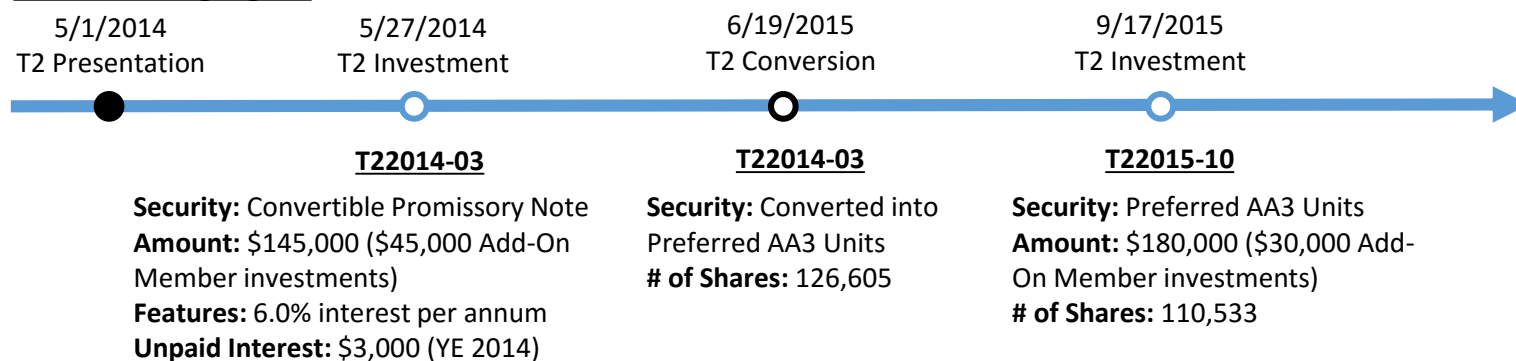 5/1/2014
T2 Presentation
5/27/2014
T2 Investment
6/19/2015
T2 Conversion
9/17/2015
T2 Investment
T22014-03
Security: Convertible Promissory Note
Amount: $145,000 ($45,000 Add-On
Member investments)
Features: 6.0% interest per annum
Unpaid Interest: $3,000 (YE 2014)
T22014-03
Security: Converted into
Preferred AA3 Units
# of Shares: 126,605
T22015-10
Security: Preferred AA3 Units
Amount: $180,000 ($30,000 Add-
On Member investments)
# of Shares: 110,533